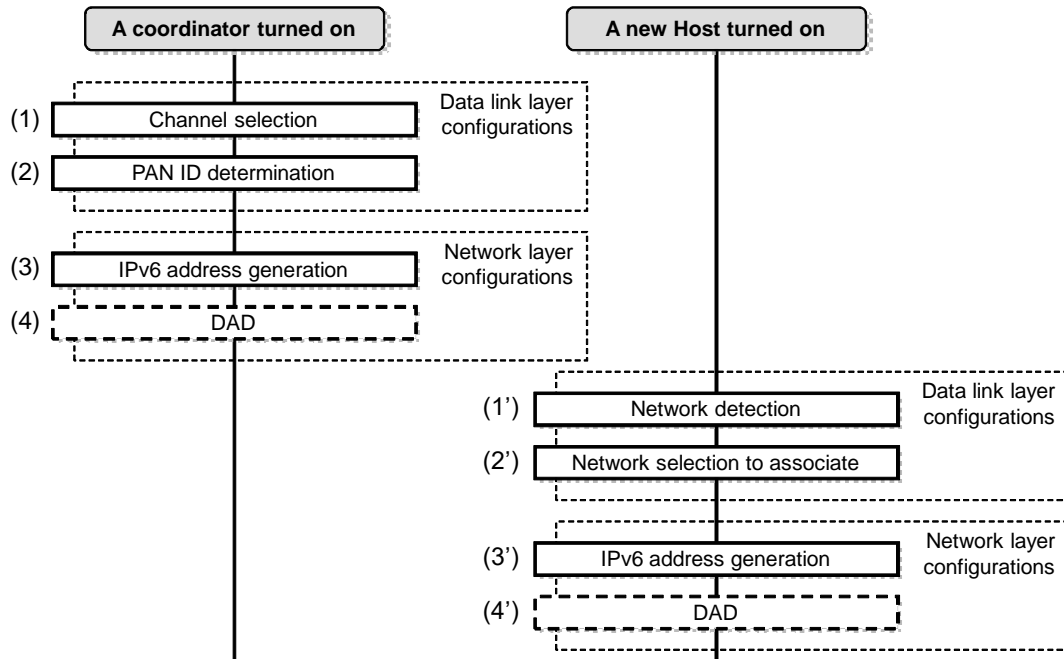 A coordinator turned on
A new Host turned on
Data link layer
configurations
(1)
Channel selection
(2)
PAN ID determination
Network layer
configurations
(3)
IPv6 address generation
(4)
DAD
Data link layer
configurations
(1’)
Network detection
(2’)
Network selection to associate
Network layer
configurations
(3’)
IPv6 address generation
(4’)
DAD